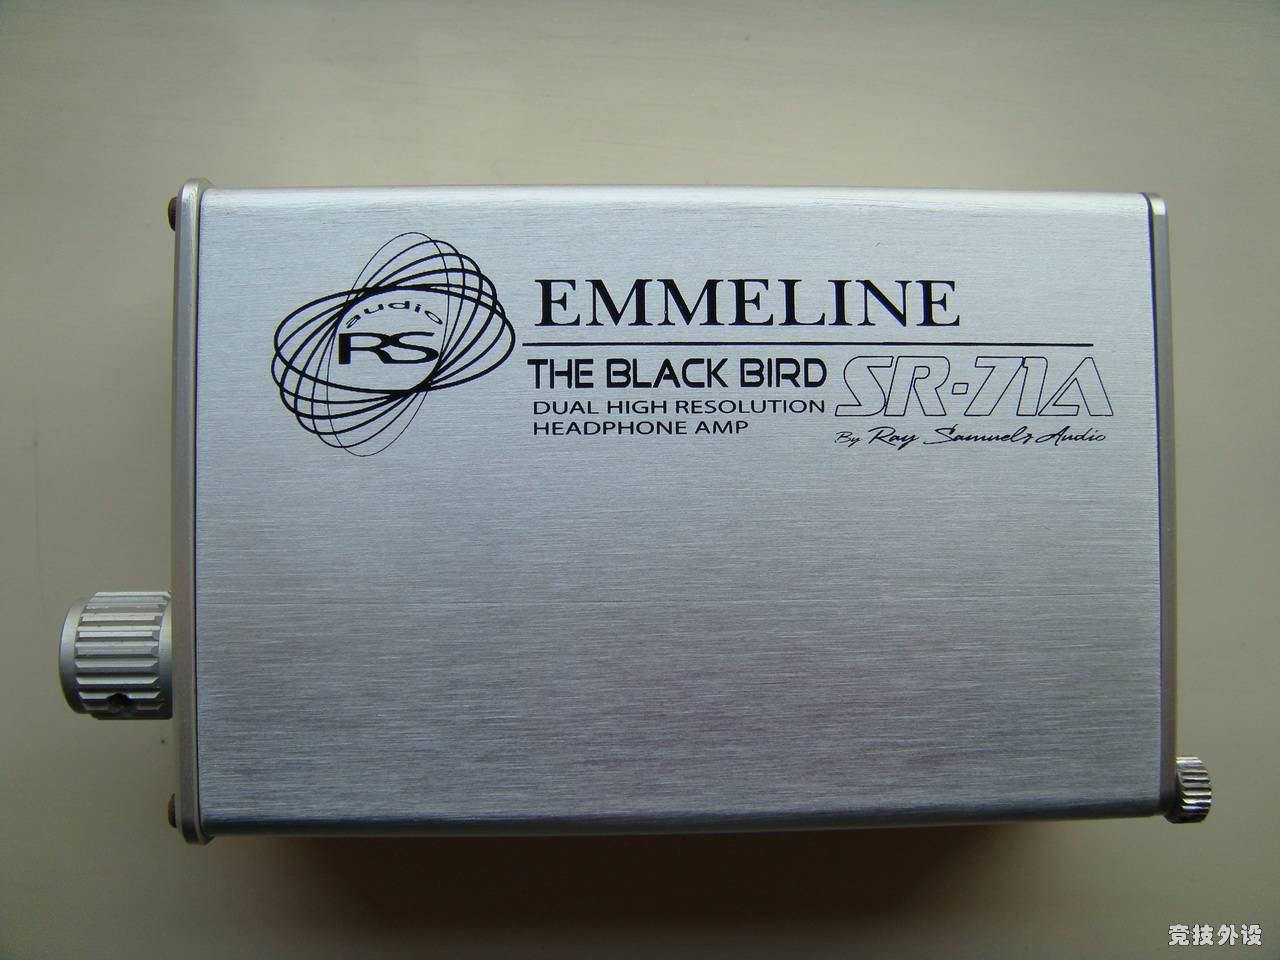 audio
RS
EMMELINE
THE BLACK BIRD
SR-71A
DUAL HIGH RESOLUTION
HEADPHONE AMP
By Ray Samuels Audio
竞技外设